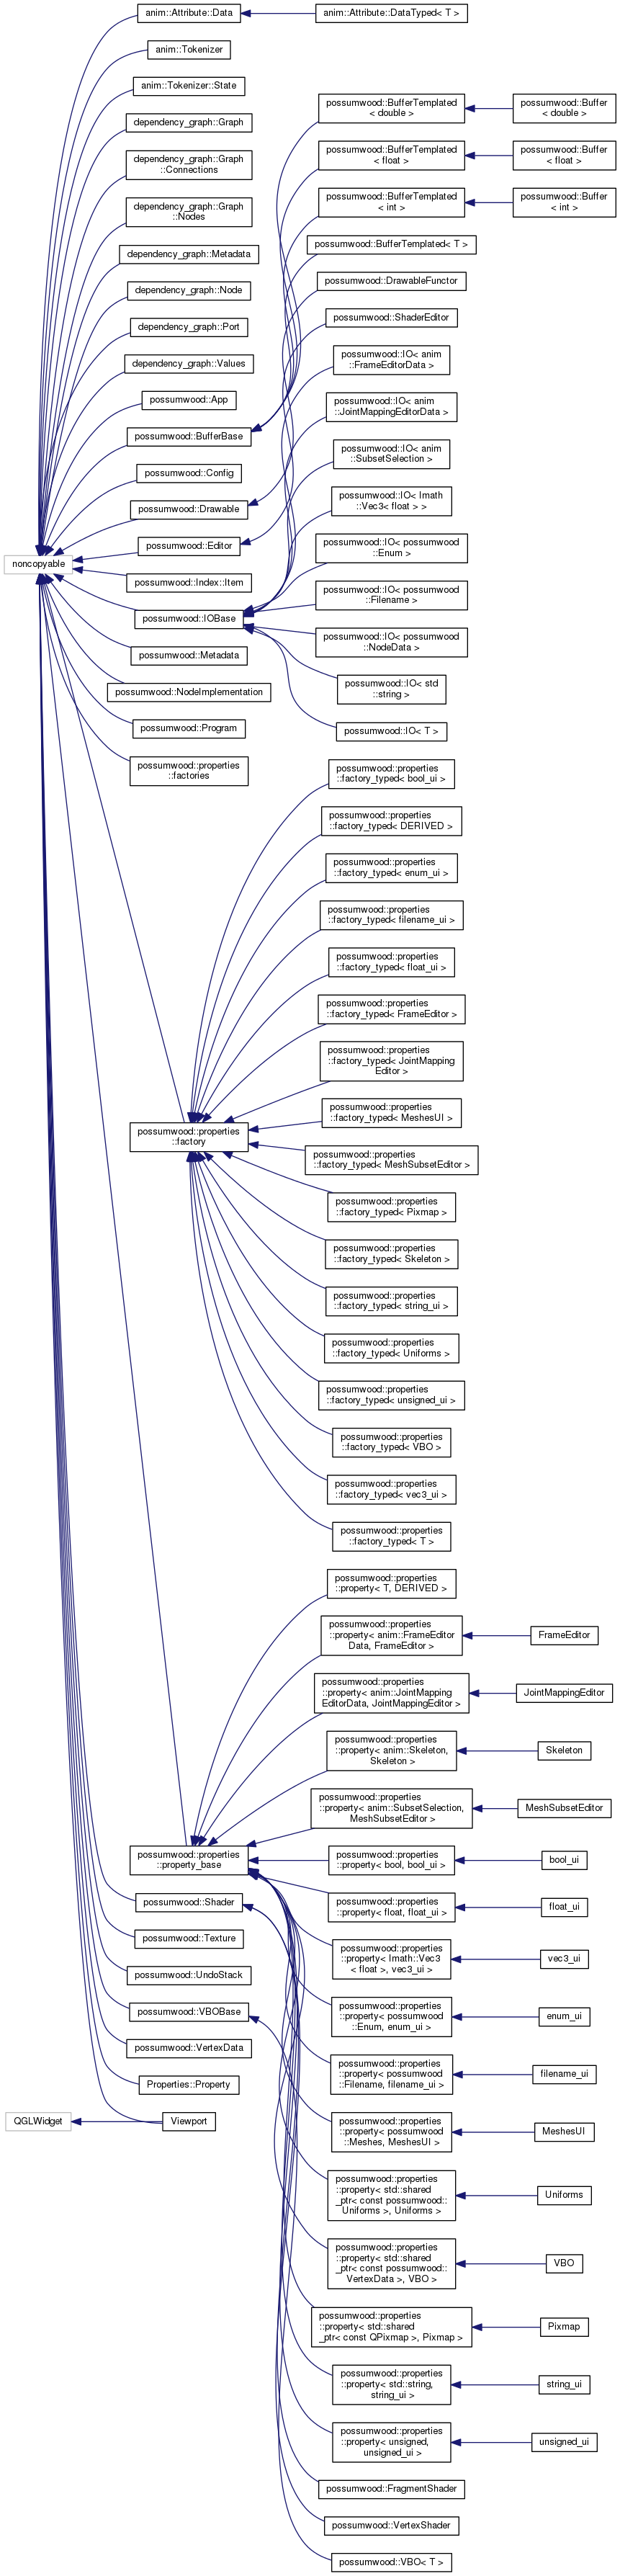 anim::Attribute::Data
anim::Attribute::DataTyped< T >
anim::Tokenizer
anim::Tokenizer::State
dependency_graph::Graph
dependency_graph::Graph
::Connections
dependency_graph::Graph
::Nodes
dependency_graph::Metadata
dependency_graph::Node
dependency_graph::Port
dependency_graph::Values
possumwood::App
possumwood::BufferBase
possumwood::Config
possumwood::Drawable
possumwood::Editor
noncopyable
possumwood::Index::Item
possumwood::IOBase
possumwood::Metadata
possumwood::NodeImplementation
possumwood::Program
possumwood::properties
::factories
possumwood::BufferTemplated
< double >
possumwood::Buffer
< double >
possumwood::BufferTemplated
< float >
possumwood::Buffer
< float >
possumwood::BufferTemplated
< int >
possumwood::Buffer
< int >
possumwood::BufferTemplated< T >
possumwood::DrawableFunctor
possumwood::ShaderEditor
possumwood::IO< anim
::FrameEditorData >
possumwood::IO< anim
::JointMappingEditorData >
possumwood::IO< anim
::SubsetSelection >
possumwood::IO< Imath
::Vec3< float > >
possumwood::IO< possumwood
::Enum >
possumwood::IO< possumwood
::Filename >
possumwood::IO< possumwood
::NodeData >
possumwood::IO< std
::string >
possumwood::IO< T >
possumwood::properties
::factory
possumwood::properties
::factory_typed< bool_ui >
possumwood::properties
::factory_typed< DERIVED >
possumwood::properties
::factory_typed< enum_ui >
possumwood::properties
::factory_typed< filename_ui >
possumwood::properties
::factory_typed< float_ui >
possumwood::properties
::factory_typed< FrameEditor >
possumwood::properties
::factory_typed< JointMapping
Editor >
possumwood::properties
::factory_typed< MeshesUI >
possumwood::properties
::factory_typed< MeshSubsetEditor >
possumwood::properties
::factory_typed< Pixmap >
possumwood::properties
::factory_typed< Skeleton >
possumwood::properties
::factory_typed< string_ui >
possumwood::properties
::factory_typed< Uniforms >
possumwood::properties
::factory_typed< unsigned_ui >
possumwood::properties
::factory_typed< VBO >
possumwood::properties
::factory_typed< vec3_ui >
possumwood::properties
::factory_typed< T >
possumwood::properties
::property_base
possumwood::Shader
possumwood::Texture
possumwood::UndoStack
possumwood::VBOBase
possumwood::VertexData
Properties::Property
QGLWidget
Viewport
possumwood::properties
::property< T, DERIVED >
possumwood::properties
::property< anim::FrameEditor
Data, FrameEditor >
FrameEditor
possumwood::properties
::property< anim::JointMapping
EditorData, JointMappingEditor >
JointMappingEditor
possumwood::properties
::property< anim::Skeleton,
Skeleton >
Skeleton
possumwood::properties
::property< anim::SubsetSelection,
MeshSubsetEditor >
MeshSubsetEditor
possumwood::properties
::property< bool, bool_ui >
bool_ui
possumwood::properties
::property< float, float_ui >
float_ui
possumwood::properties
::property< Imath::Vec3
< float >, vec3_ui >
vec3_ui
possumwood::properties
::property< possumwood
::Enum, enum_ui >
enum_ui
possumwood::properties
::property< possumwood
::Filename, filename_ui >
filename_ui
possumwood::properties
::property< possumwood
::Meshes, MeshesUI >
MeshesUI
possumwood::properties
::property< std::shared
_ptr< const possumwood::
Uniforms >, Uniforms >
Uniforms
possumwood::properties
::property< std::shared
_ptr< const possumwood::
VertexData >, VBO >
VBO
possumwood::properties
::property< std::shared
_ptr< const QPixmap >, Pixmap >
Pixmap
possumwood::properties
::property< std::string,
string_ui >
string_ui
possumwood::properties
::property< unsigned,
unsigned_ui >
unsigned_ui
possumwood::FragmentShader
possumwood::VertexShader
possumwood::VBO< T >